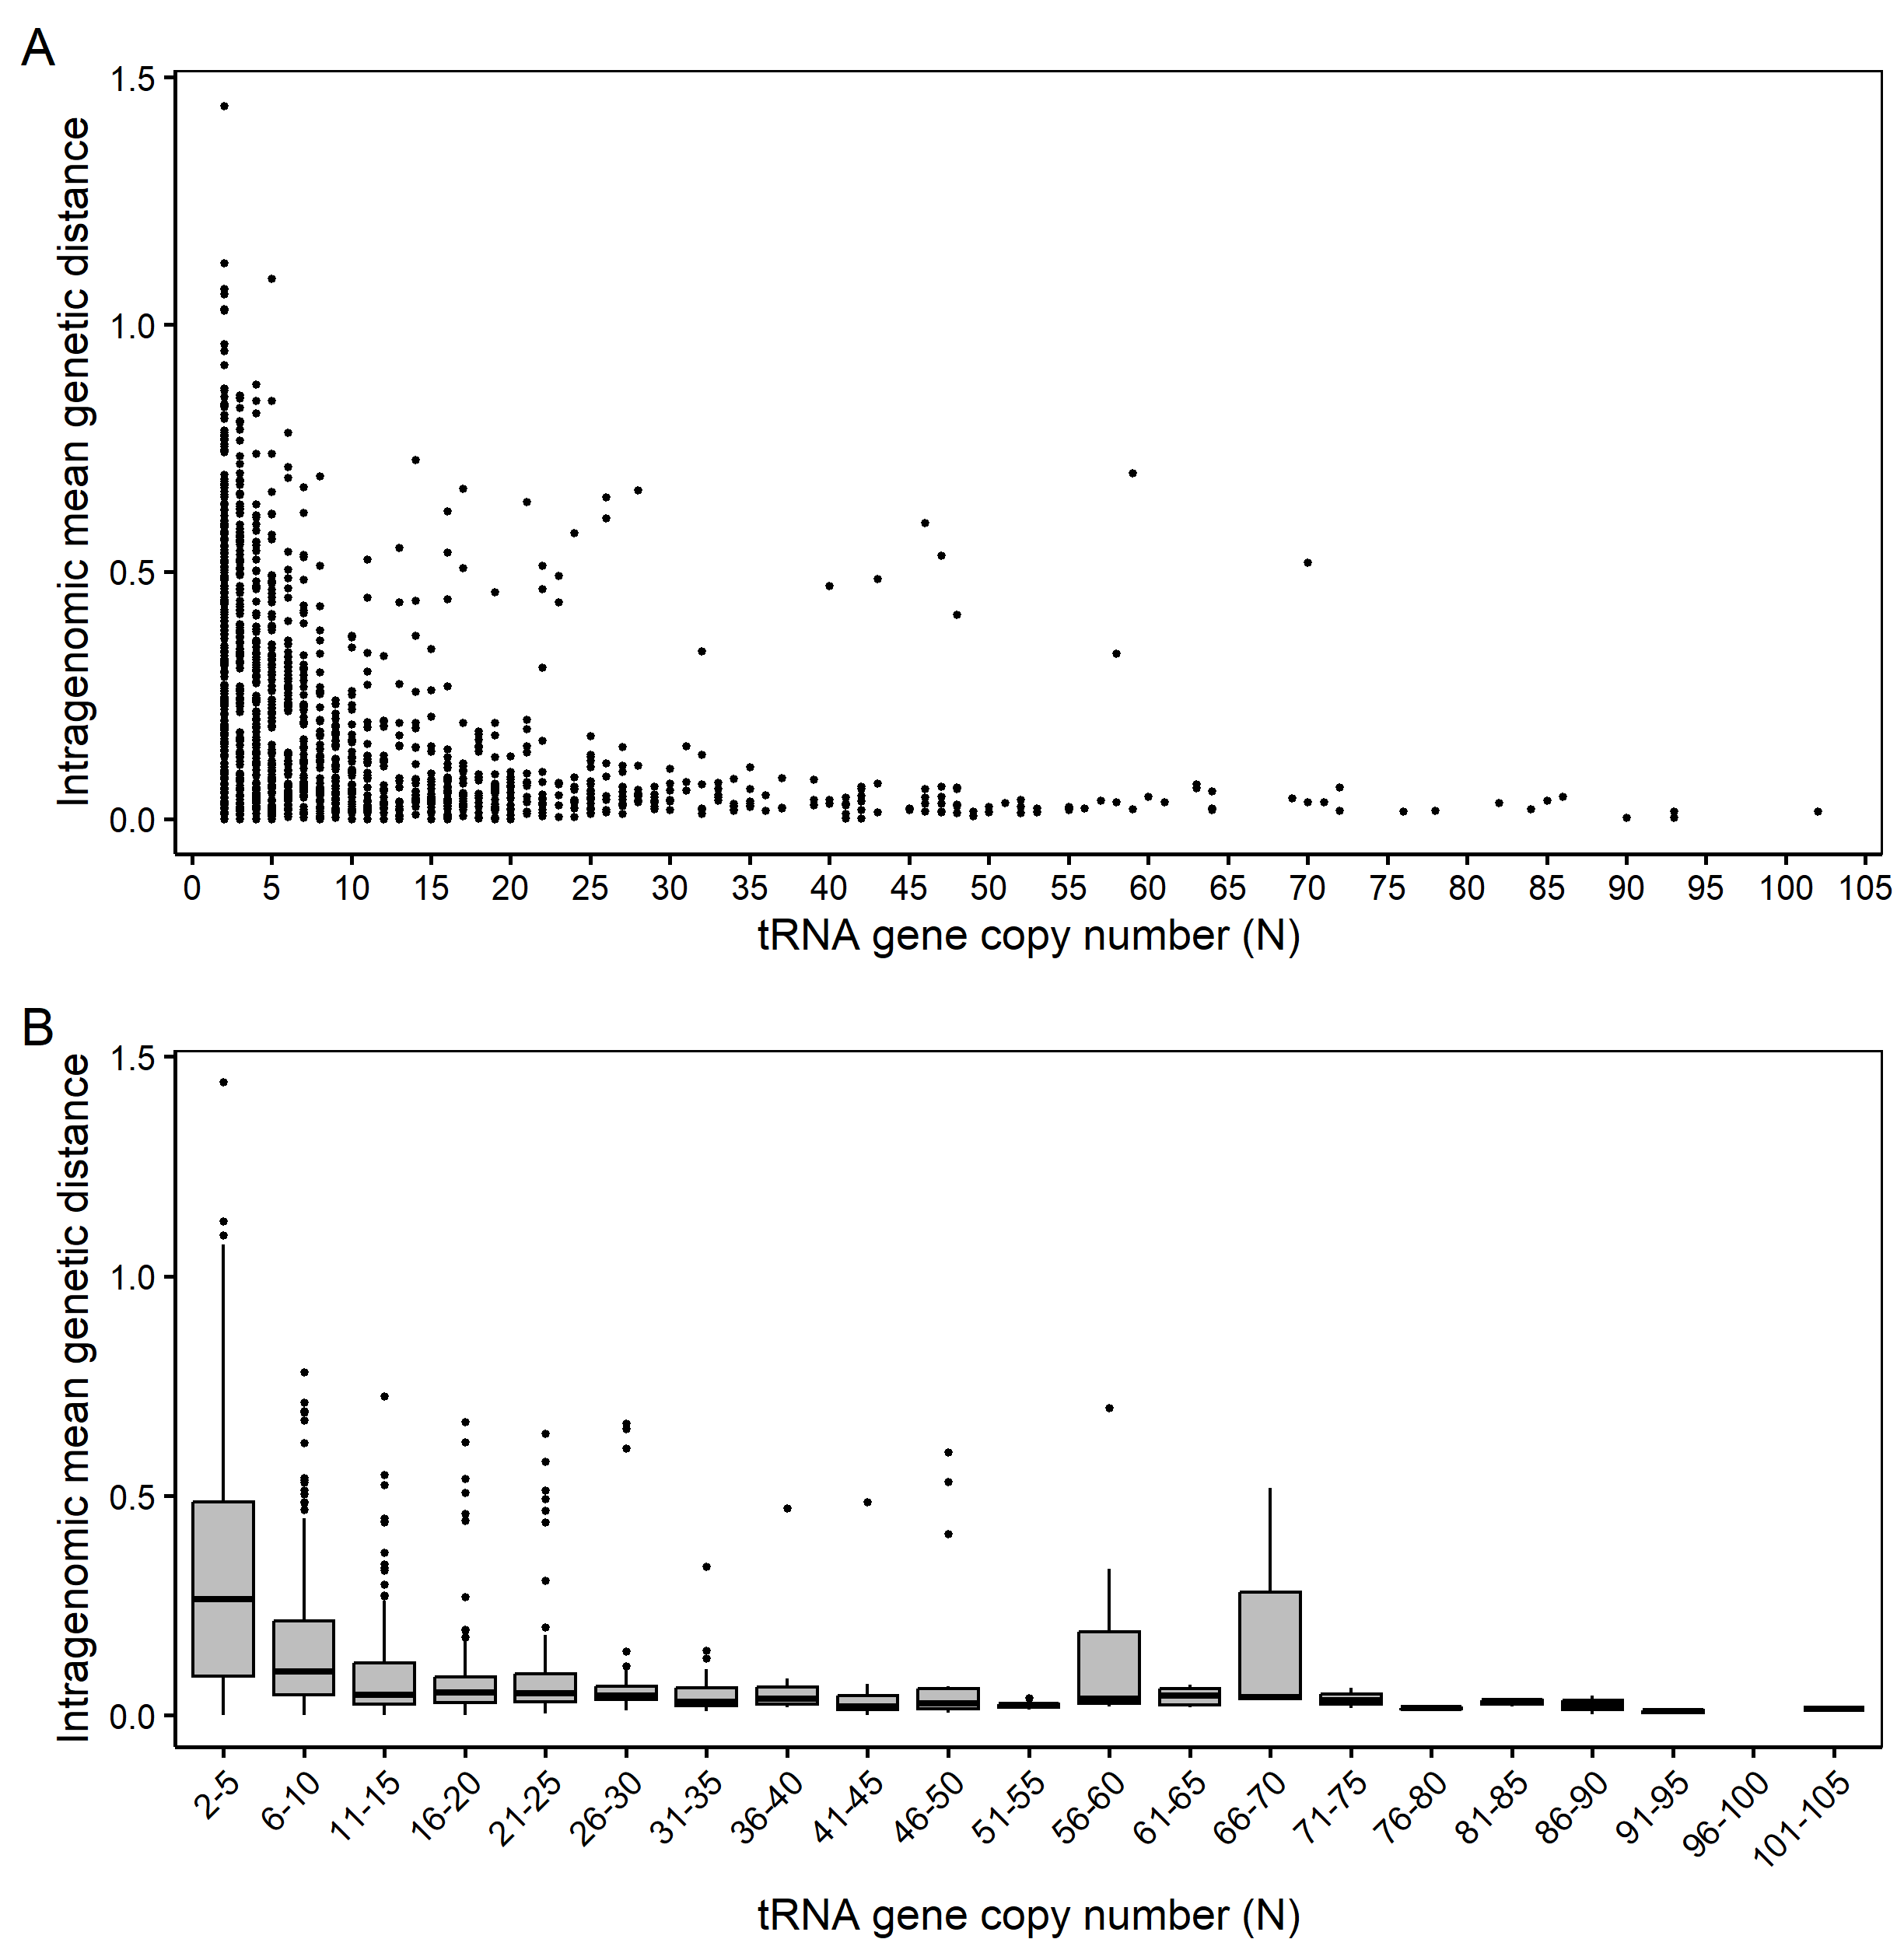 A
Intragenomic mean genetic distance
1.5
1.0
0.5
0.0
0 5 10 15 20 25 30 35 40 45 50 55 60 65 70 75 80 85 90 95 100 105
tRNA gene copy number (N)
B
Intragenomic mean genetic distance
1.5
1.0
0.5
0.0
2-5 6-10 11-15 16-20 21-25 26-30 31-35 36-40 41-45 46-50 51-55 56-60 61-65 66-70 71-75 76-80 81-85 86-90 91-95 96-100 101-105
tRNA gene copy number (N)